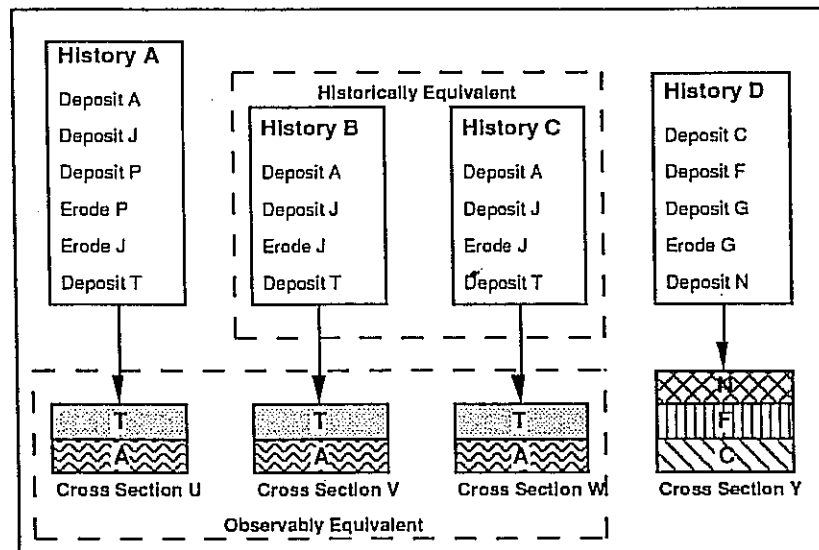 History A
Deposit A
Deposit J
Deposit P
Erode P
Erode J
Deposit T
Historically Equivalent
History B
Deposit A
Deposit J
Erode J
Deposit T
History C
Deposit A
Deposit J
Erode J
Deposit T
History D
Deposit C
Deposit F
Deposit G
Erode G
Deposit N
T
A
Cross Section U
T
A
Cross Section V
T
A
Cross Section W
N
F
C
Cross Section Y
Observably Equivalent